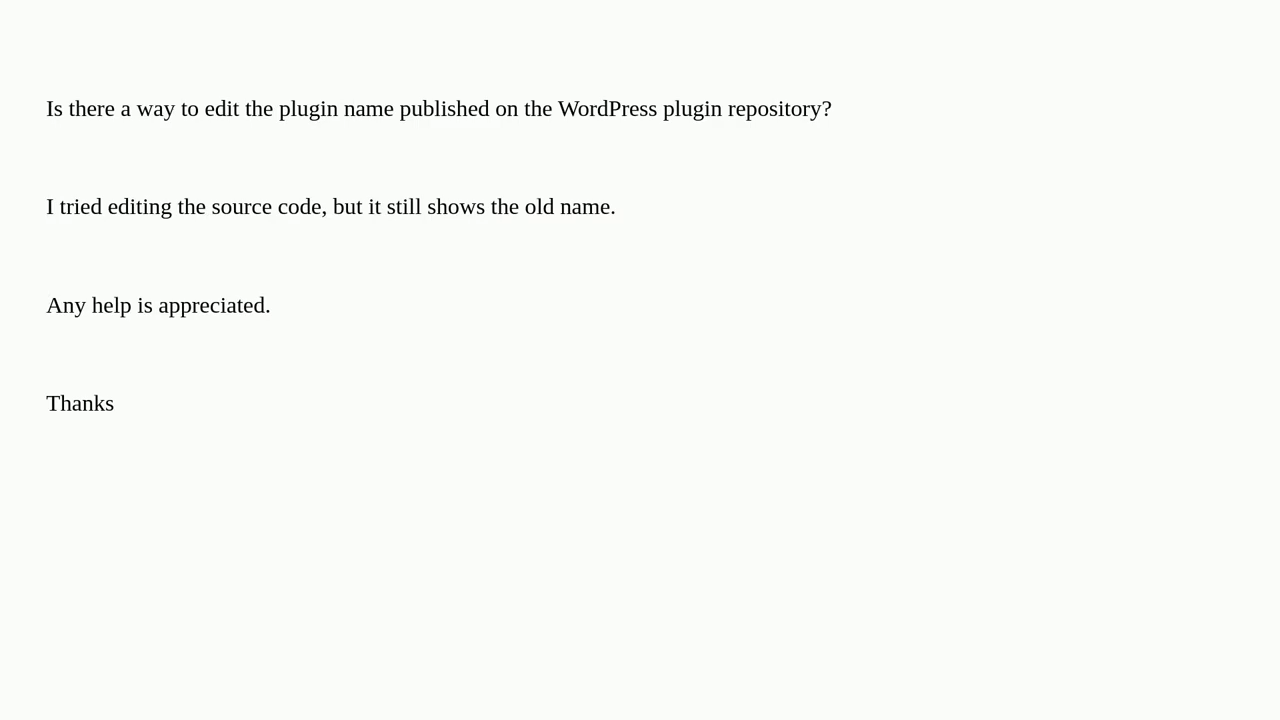 Is there a way to edit the plugin name published on the WordPress plugin repository?
I tried editing the source code, but it still shows the old name.
Any help is appreciated.
Thanks